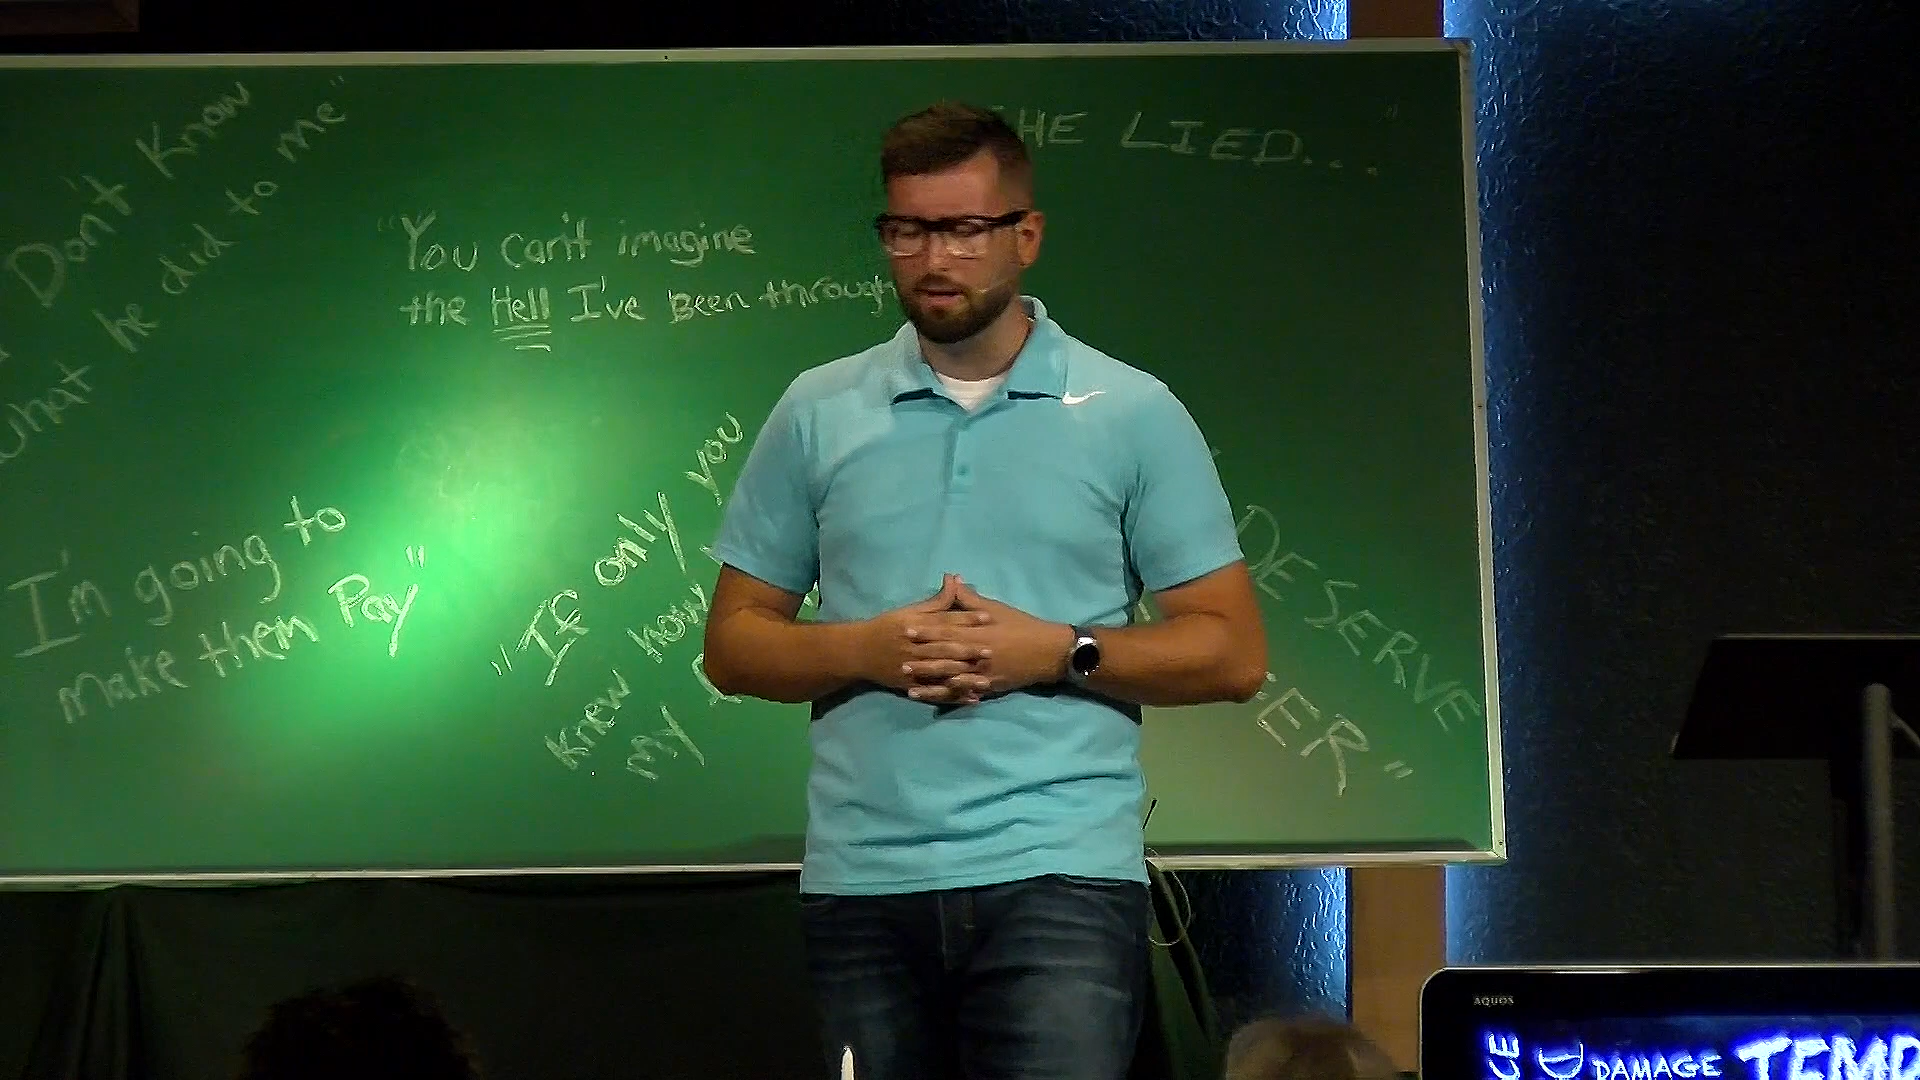 Don't Know
what he did to me"
"You can't imagine
the Hell I've Been through
HE LIED..."
I'm going to
make them Pay"
"If only you
knew how
my
DESERVE
"
AQUOS
DAMAGE